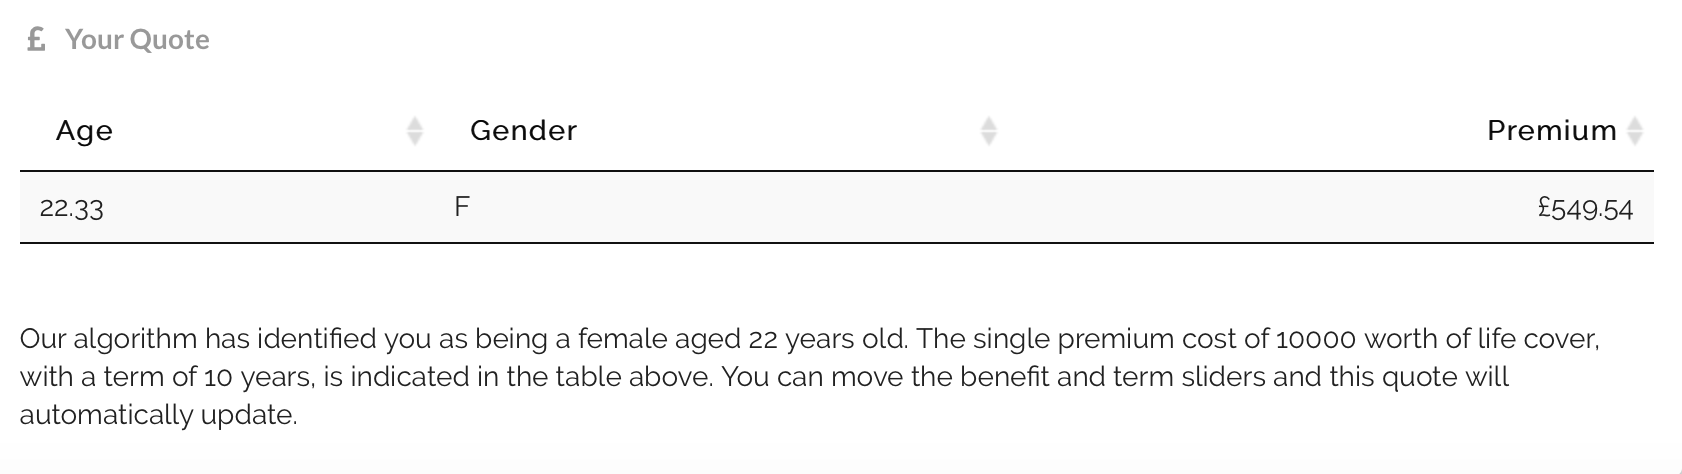 £ Your Quote
Age Gender Premium
22.33 F £549.54
Our algorithm has identified you as being a female aged 22 years old. The single premium cost of 10000 worth of life cover,
with a term of 10 years, is indicated in the table above. You can move the benefit and term sliders and this quote will
automatically update.